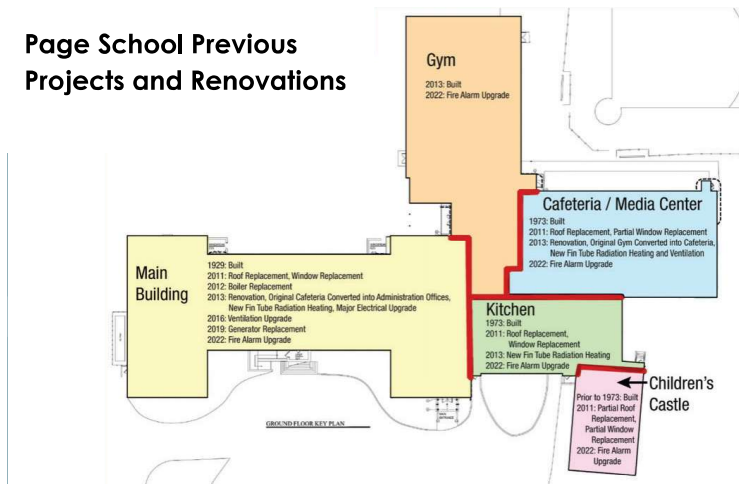 Page School Previous
Projects and Renovations
Gym
2013: Built
2022: Fire Alarm Upgrade
Cafeteria / Media Center
1973: Built
2011: Roof Replacement, Partial Window Replacement
2013: Renovation, Original Gym Converted into Cafeteria,
New Fin Tube Radiation Heating and Ventilation
2022: Fire Alarm Upgrade
Main
Building
1929: Built
2011: Roof Replacement, Window Replacement
2012: Boiler Replacement
2013: Renovation, Original Cafeteria Converted into Administration Offices,
New Fin Tube Radiation Heating, Major Electrical Upgrade
2016: Ventilation Upgrade
2019: Generator Replacement
2022: Fire Alarm Upgrade
Kitchen
1973: Built
2011: Roof Replacement,
Window Replacement
2013: New Fin Tube Radiation Heating
2022: Fire Alarm Upgrade
Children's
Castle
Prior to 1973: Built
2011: Partial Roof
Replacement,
Partial Window
Replacement
2022: Fire Alarm
Upgrade
GROUND FLOOR KEY PLAN